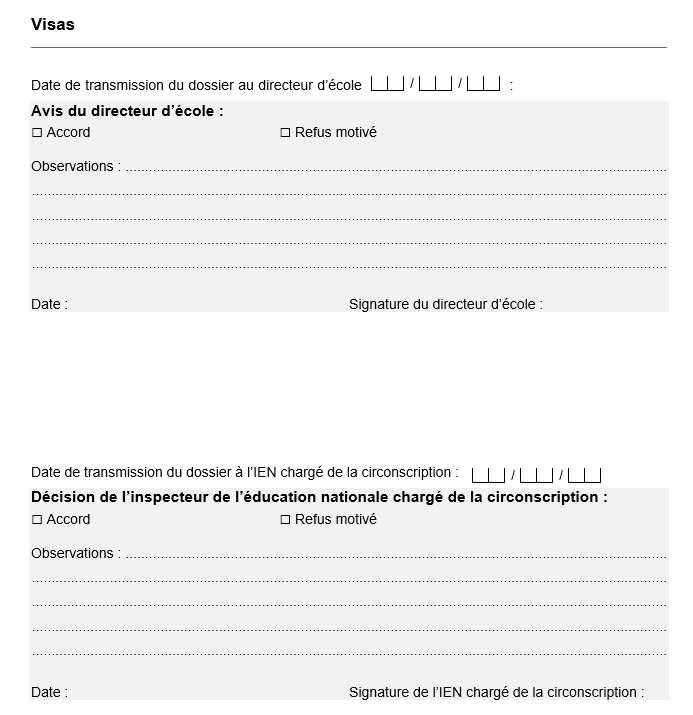 Visas
Date de transmission du dossier au directeur d’école |__|__| / |__|__| / |__|__| :
Avis du directeur d’école :
☐ Accord ☐ Refus motivé
Observations : ................................................................
................................................................
................................................................
................................................................
................................................................
Date : Signature du directeur d’école :
Date de transmission du dossier à l’IEN chargé de la circonscription : |__|__| / |__|__| / |__|__|
Décision de l’inspecteur de l’éducation nationale chargé de la circonscription :
☐ Accord ☐ Refus motivé
Observations : ................................................................
................................................................
................................................................
................................................................
................................................................
Date : Signature de l’IEN chargé de la circonscription :